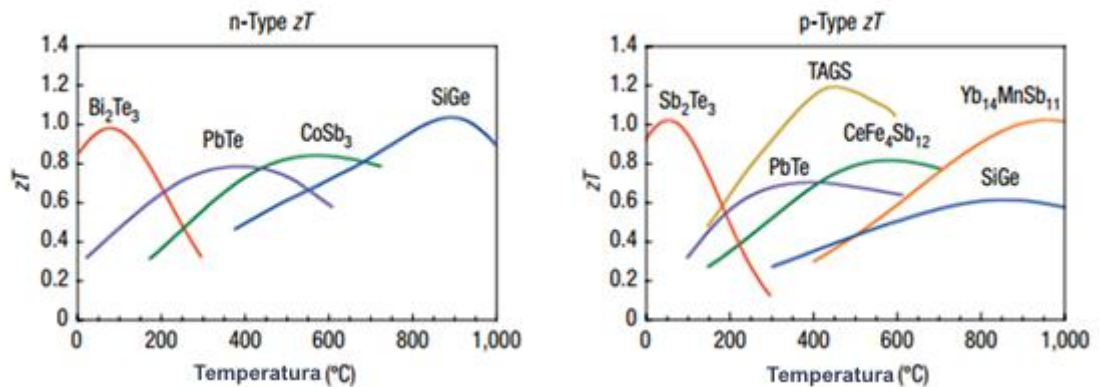 n-Type zT
zT
1.4
1.2
1.0
0.8
0.6
0.4
0.2
0
Bi₂Te₃
PbTe
CoSb₃
SiGe
0 200 400 600 800 1,000
Temperatura (°C)
p-Type zT
zT
1.4
1.2
1.0
0.8
0.6
0.4
0.2
0
Sb₂Te₃
TAGS
PbTe
CeFe₄Sb₁₂
Yb₁₄MnSb₁₁
SiGe
0 200 400 600 800 1,000
Temperatura (°C)